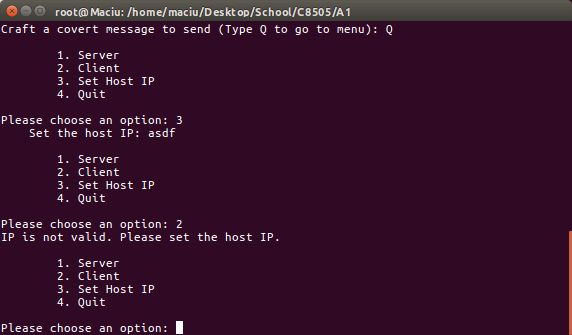 root@Maciu: /home/maciu/Desktop/School/C8505/A1
Craft a covert message to send (Type Q to go to menu): Q
1. Server
2. Client
3. Set Host IP
4. Quit
Please choose an option: 3
Set the host IP: asdf
1. Server
2. Client
3. Set Host IP
4. Quit
Please choose an option: 2
IP is not valid. Please set the host IP.
1. Server
2. Client
3. Set Host IP
4. Quit
Please choose an option: